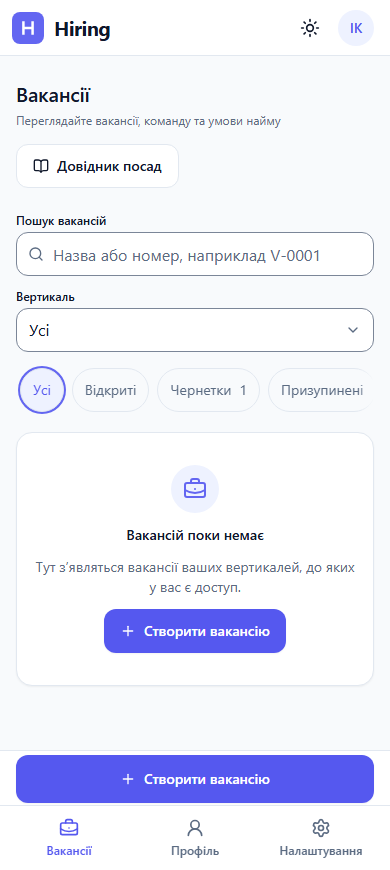 H Hiring
ІК
Вакансії
Переглядайте вакансії, команду та умови найму
Довідник посад
Пошук вакансій
Назва або номер, наприклад V-0001
Вертикаль
Усі
Усі Відкриті Чернетки 1 Призупинені
Вакансій поки немає
Тут з’являться вакансії ваших вертикалей, до яких
у вас є доступ.
+ Створити вакансію
+ Створити вакансію
Вакансії Профіль Налаштування